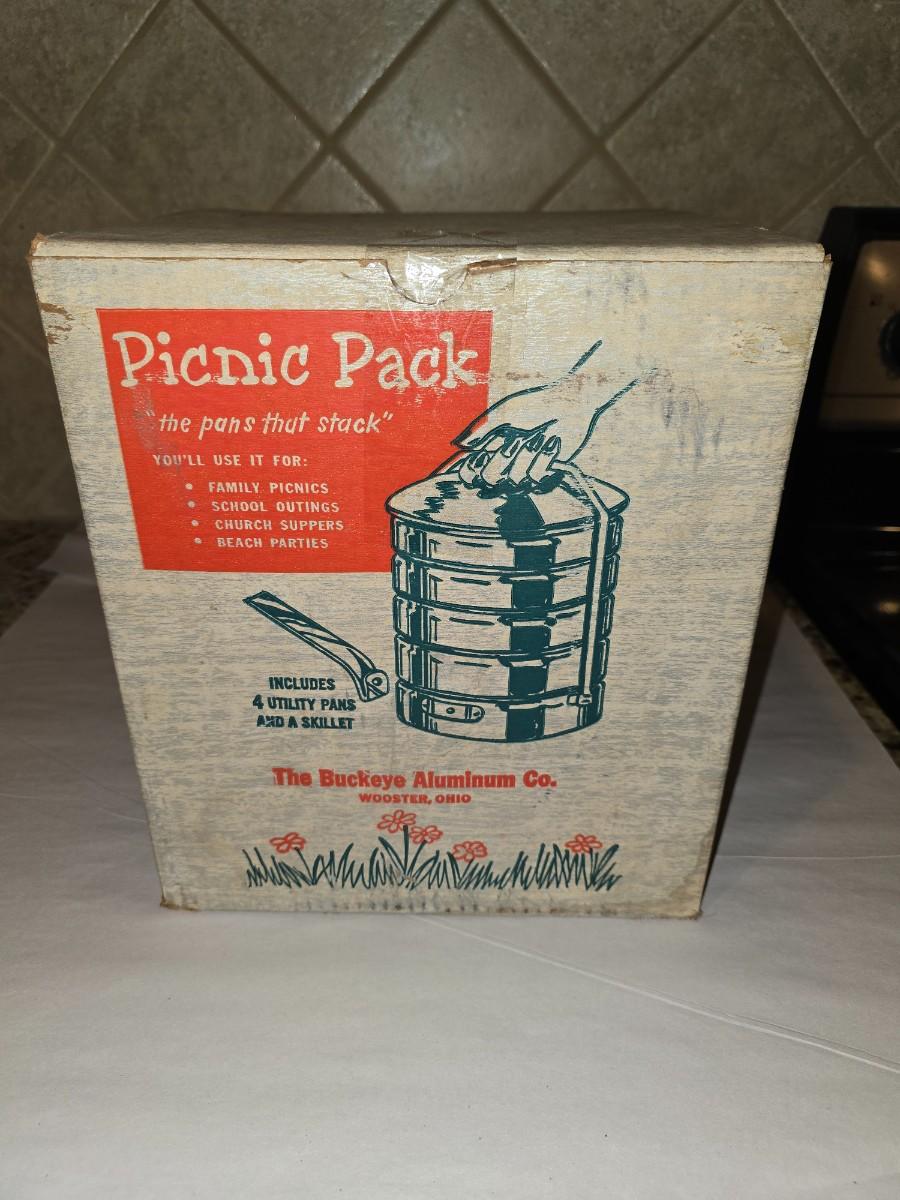 Picnic Pack
the pans that stack"
YOU'LL USE IT FOR:
• FAMILY PICNICS
• SCHOOL OUTINGS
• CHURCH SUPPERS
• BEACH PARTIES
INCLUDES
4 UTILITY PANS
AND A SKILLET
The Buckeye Aluminum Co.
WOOSTER, OHIO